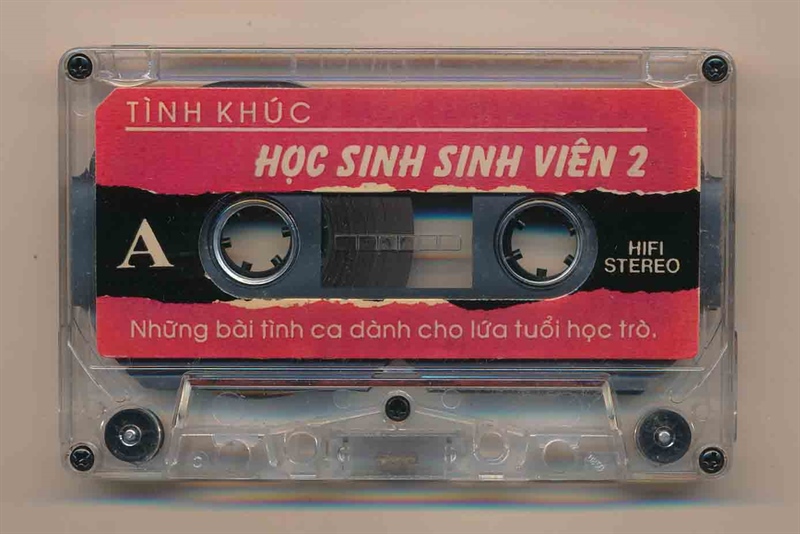 TÌNH KHÚC
HỌC SINH SINH VIÊN 2
A
HIFI
STEREO
Những bài tình ca dành cho lứa tuổi học trò.